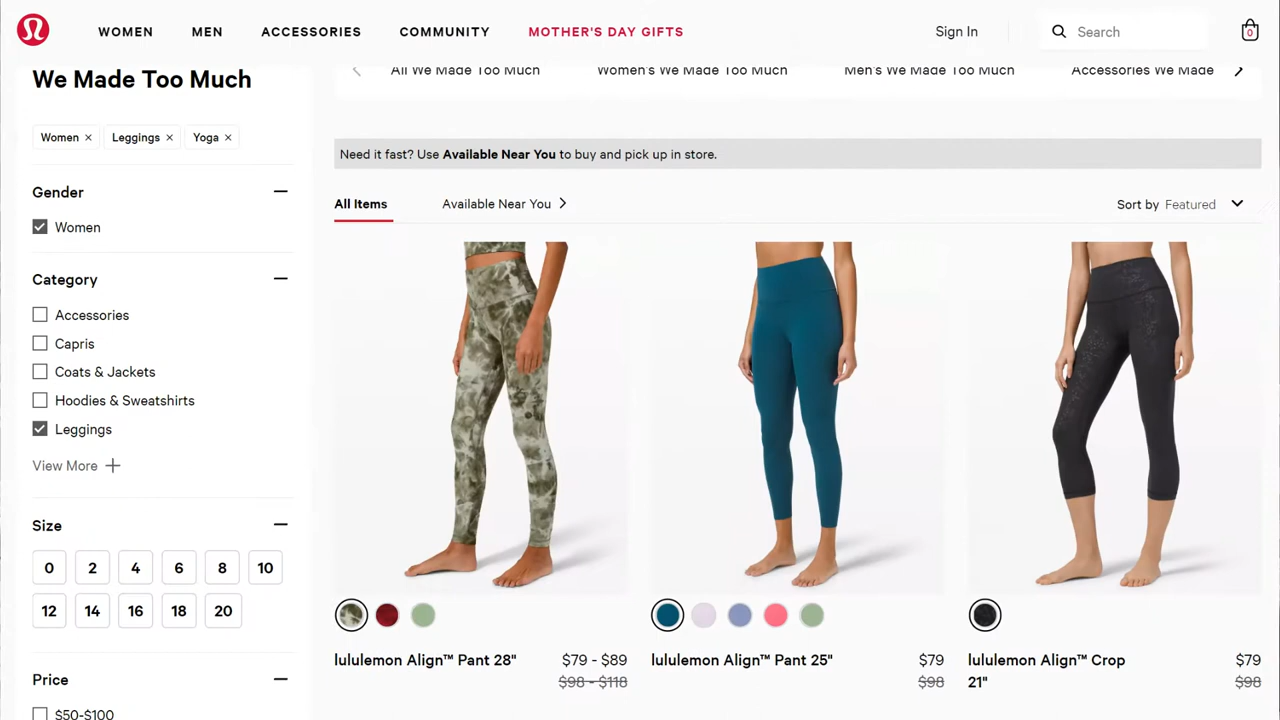 WOMEN MEN ACCESSORIES COMMUNITY MOTHER'S DAY GIFTS Sign In Search 0
We Made Too Much
All We Made Too Much Women's We Made Too Much Men's We Made Too Much Accessories We Made
Women × Leggings × Yoga ×
Need it fast? Use Available Near You to buy and pick up in store.
Gender
Women
All Items Available Near You Sort by Featured
Category
Accessories
Capris
Coats & Jackets
Hoodies & Sweatshirts
Leggings
View More
Size
0 2 4 6 8 10
12 14 16 18 20
Price
$50-$100
lululemon Align™ Pant 28" $79 - $89
$98 - $118
lululemon Align™ Pant 25" $79
$98
lululemon Align™ Crop $79
21" $98